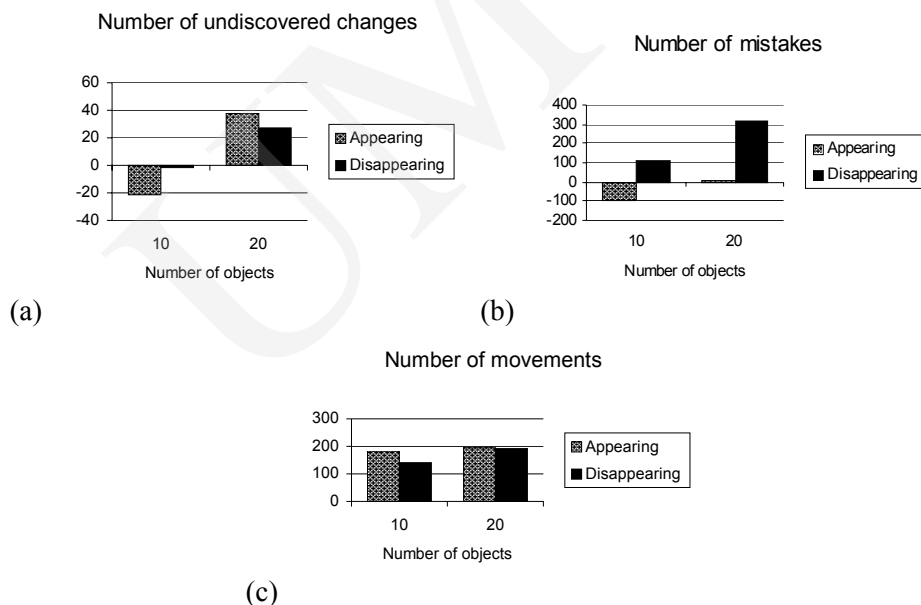 Number of undiscovered changes
60
40
20
0
-20
-40
10 20
Number of objects
Appearing
Disappearing
(a)
Number of mistakes
400
300
200
100
0
-100
-200
10 20
Number of objects
Appearing
Disappearing
(b)
Number of movements
300
200
100
0
10 20
Number of objects
Appearing
Disappearing
(c)
UM